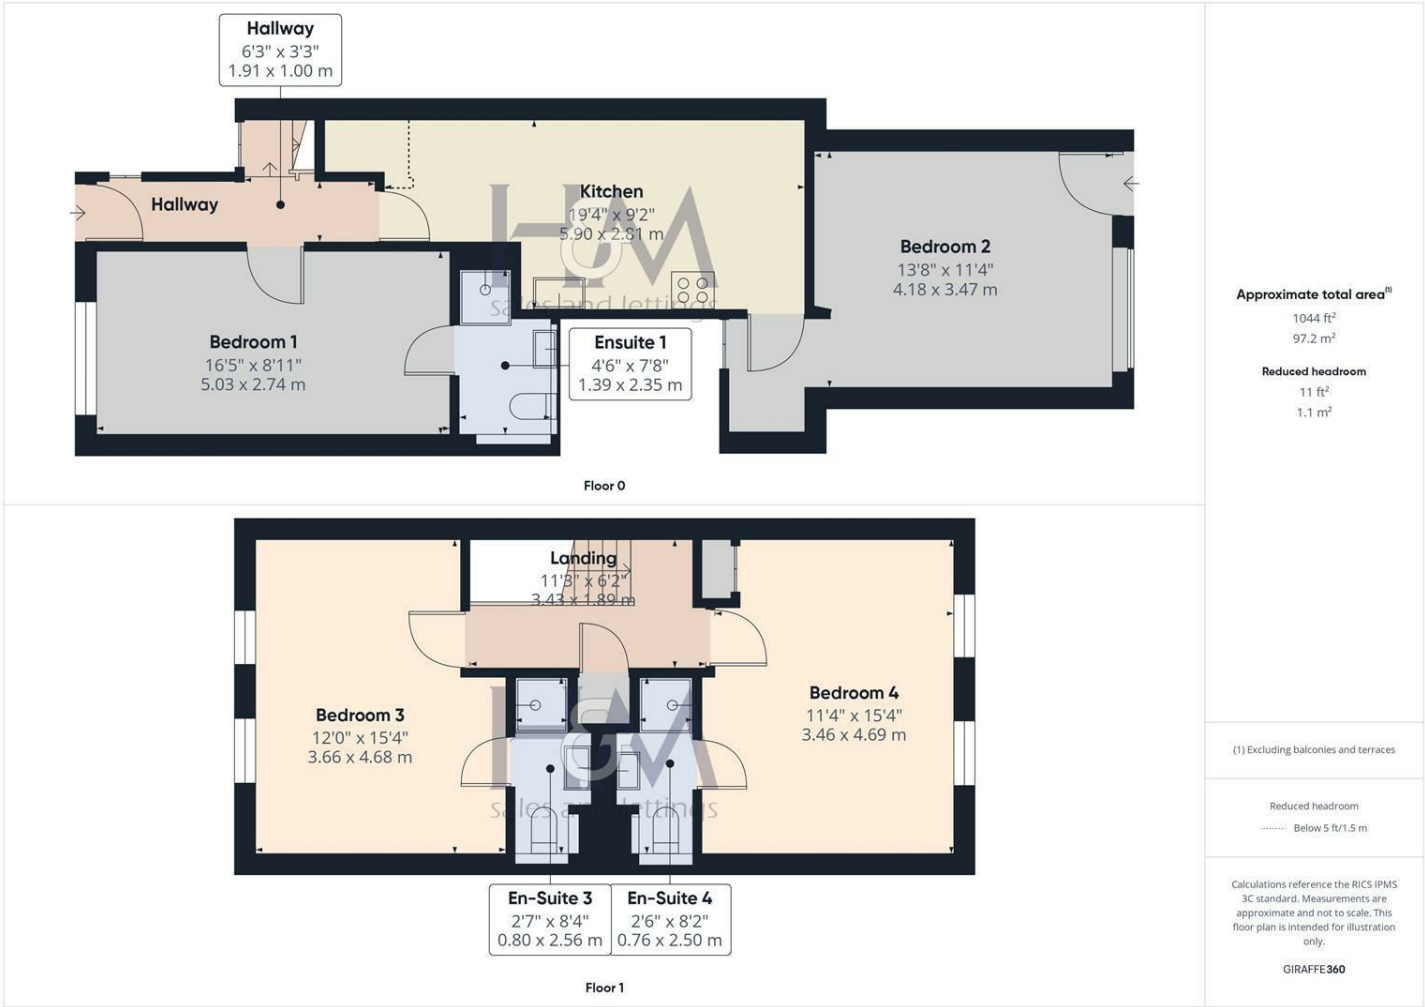 Hallway
6'3" x 3'3"
1.91 x 1.00 m
Hallway
Kitchen
19'4" x 9'2"
5.90 x 2.81 m
H&M
sales and lettings
Bedroom 2
13'8" x 11'4"
4.18 x 3.47 m
Bedroom 1
16'5" x 8'11"
5.03 x 2.74 m
Ensuite 1
4'6" x 7'8"
1.39 x 2.35 m
Floor 0
Landing
11'3" x 6'2"
3.43 x 1.89 m
Bedroom 3
12'0" x 15'4"
3.66 x 4.68 m
Bedroom 4
11'4" x 15'4"
3.46 x 4.69 m
H&M
sales and lettings
En-Suite 3
2'7" x 8'4"
0.80 x 2.56 m
En-Suite 4
2'6" x 8'2"
0.76 x 2.50 m
Floor 1
Approximate total area(1)
1044 ft²
97.2 m²
Reduced headroom
11 ft²
1.1 m²
(1) Excluding balconies and terraces
Reduced headroom
Below 5 ft/1.5 m
Calculations reference the RICS IPMS
3C standard. Measurements are
approximate and not to scale. This
floor plan is intended for illustration
only.
GIRAFFE360